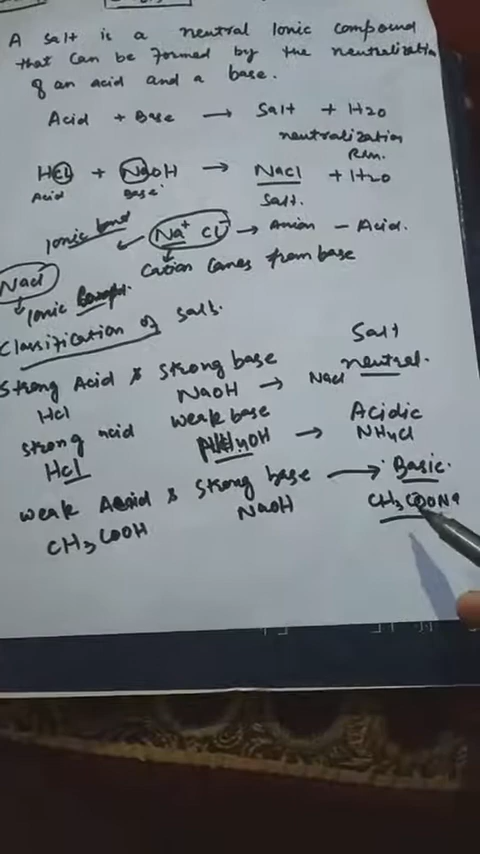 A salt is a neutral Ionic compound
that can be formed by the neutralization
of an acid and a base.
Acid + Base → Salt + H2O
neutralization
Rxn.
HCl + NaOH → NaCl + H2O
Acid Base Salt.
Ionic bond
Na+ Cl- → Anion - Acid.
Cation comes from base
NaCl
Ionic
Classification of salts.
Salt
Strong Acid & Strong base neutral.
HCl NaOH → NaCl
strong acid weak base Acidic
HCl NH4OH → NH4Cl
weak Acid & strong base → Basic.
CH3COOH NaOH CH3COONa